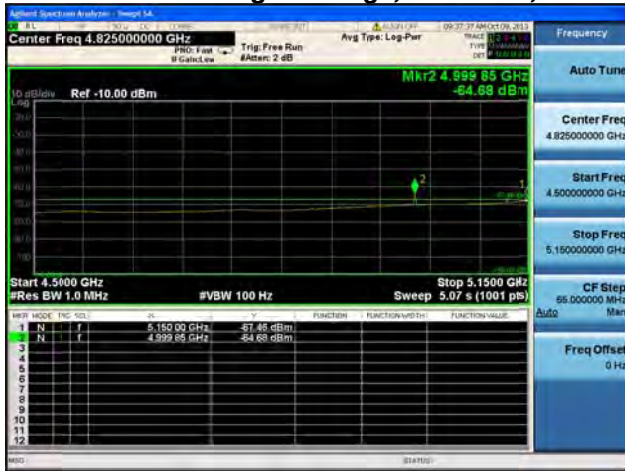 Agilent Spectrum Analyzer - Swept SA
RL
09:37:37 AM Oct 09, 2013
Center Freq 4.825000000 GHz
PNO: Fast
IFGain:Low
Trig: Free Run
#Atten: 2 dB
Avg Type: Log-Pwr
TRACE
TYPE
DET
Mkr2 4.999 85 GHz
-64.68 dBm
10 dB/div
Ref -10.00 dBm
Log
2
1
Start 4.5000 GHz
Stop 5.1500 GHz
#Res BW 1.0 MHz
#VBW 100 Hz
Sweep 5.07 s (1001 pts)
MKR MODE TRC SCL X Y FUNCTION FUNCTION WIDTH FUNCTION VALUE
1 N f 5.150 00 GHz -67.46 dBm
2 N f 4.999 85 GHz -64.68 dBm
3
4
5
6
7
8
9
10
11
12
MSG
STATUS
Frequency
Auto Tune
Center Freq
4.825000000 GHz
Start Freq
4.500000000 GHz
Stop Freq
5.150000000 GHz
CF Step
65.000000 MHz
Auto Man
Freq Offset
0 Hz